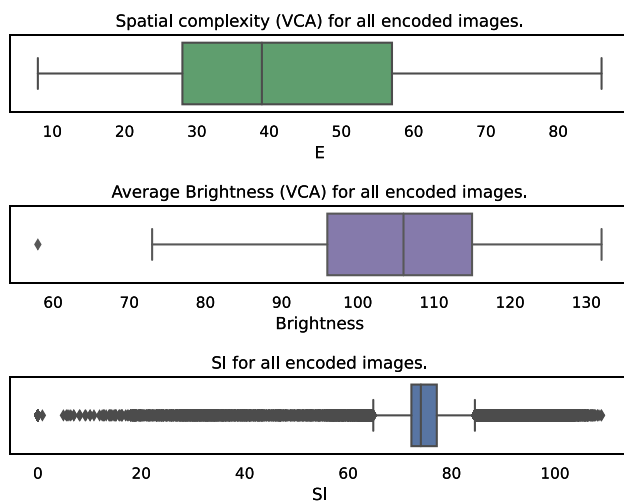 Spatial complexity (VCA) for all encoded images.
10 20 30 40 50 60 70 80
E
Average Brightness (VCA) for all encoded images.
60 70 80 90 100 110 120 130
Brightness
SI for all encoded images.
0 20 40 60 80 100
SI